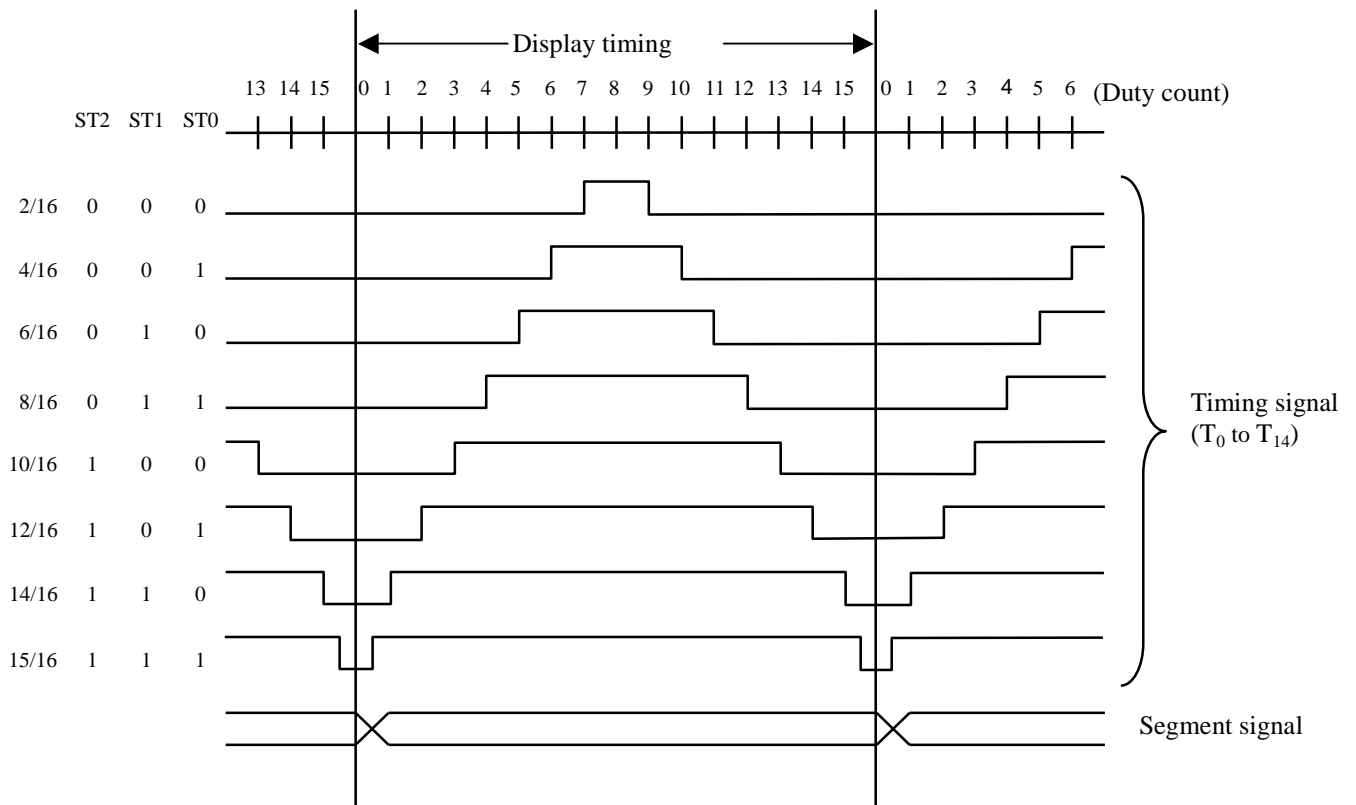 Display timing
13 14 15 0 1 2 3 4 5 6 7 8 9 10 11 12 13 14 15 0 1 2 3 4 5 6 (Duty count)
ST2 ST1 ST0
2/16 0 0 0
4/16 0 0 1
6/16 0 1 0
8/16 0 1 1
10/16 1 0 0
12/16 1 0 1
14/16 1 1 0
15/16 1 1 1
Timing signal
(T0 to T14)
Segment signal